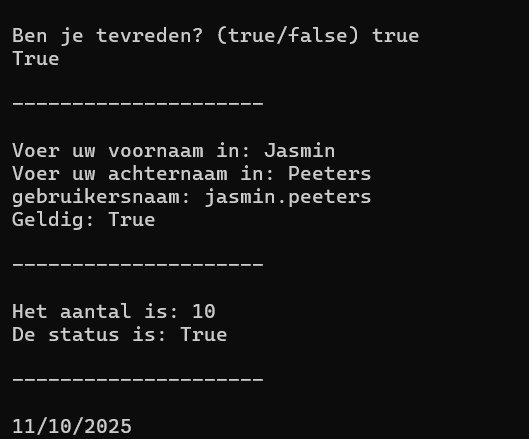 Ben je tevreden? (true/false) true
True
---------------------
Voer uw voornaam in: Jasmin
Voer uw achternaam in: Peeters
gebruikersnaam: jasmin.peeters
Geldig: True
---------------------
Het aantal is: 10
De status is: True
---------------------
11/10/2025